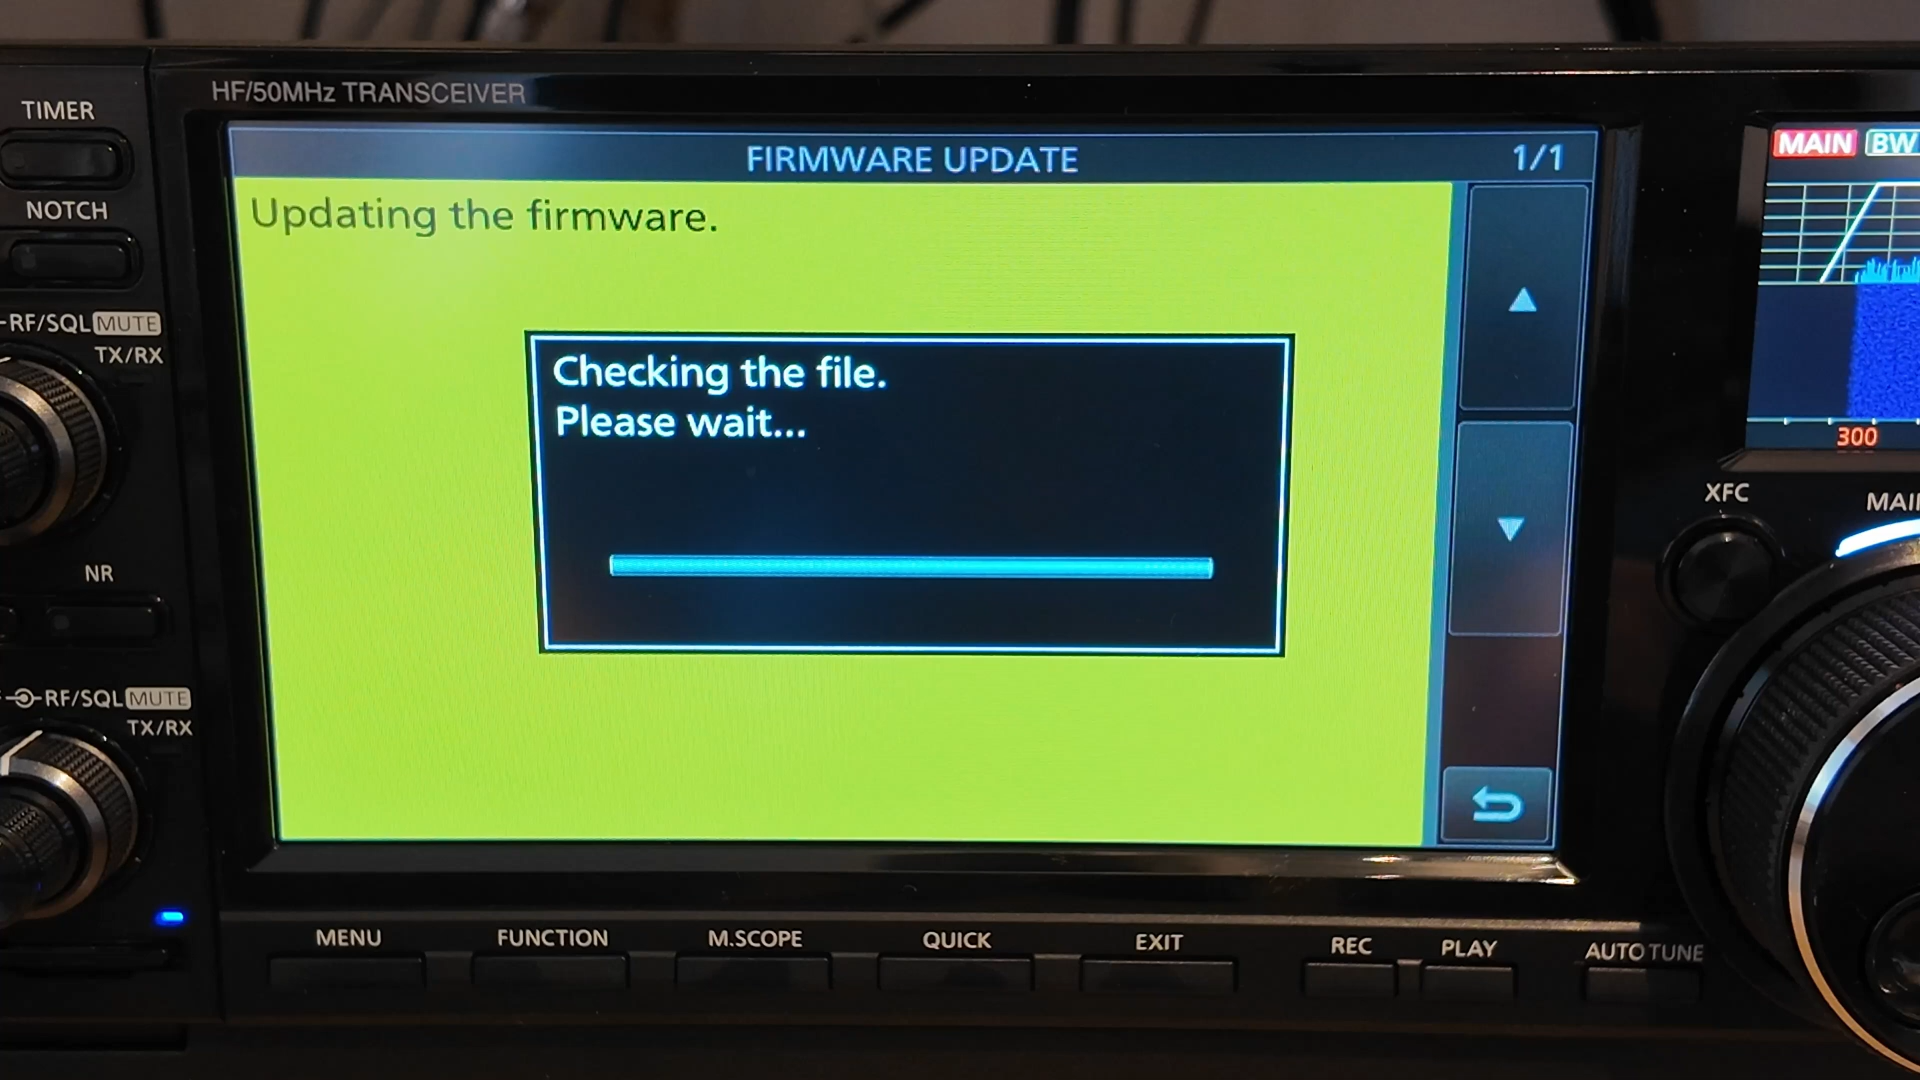 HF/50MHz TRANSCEIVER
TIMER
FIRMWARE UPDATE
1/1
MAIN BW
Updating the firmware.
NOTCH
RF/SQL MUTE
TX/RX
Checking the file.
Please wait...
300
XFC
NR
RF/SQL MUTE
TX/RX
MENU
FUNCTION
M.SCOPE
QUICK
EXIT
REC
PLAY
AUTO TUNE